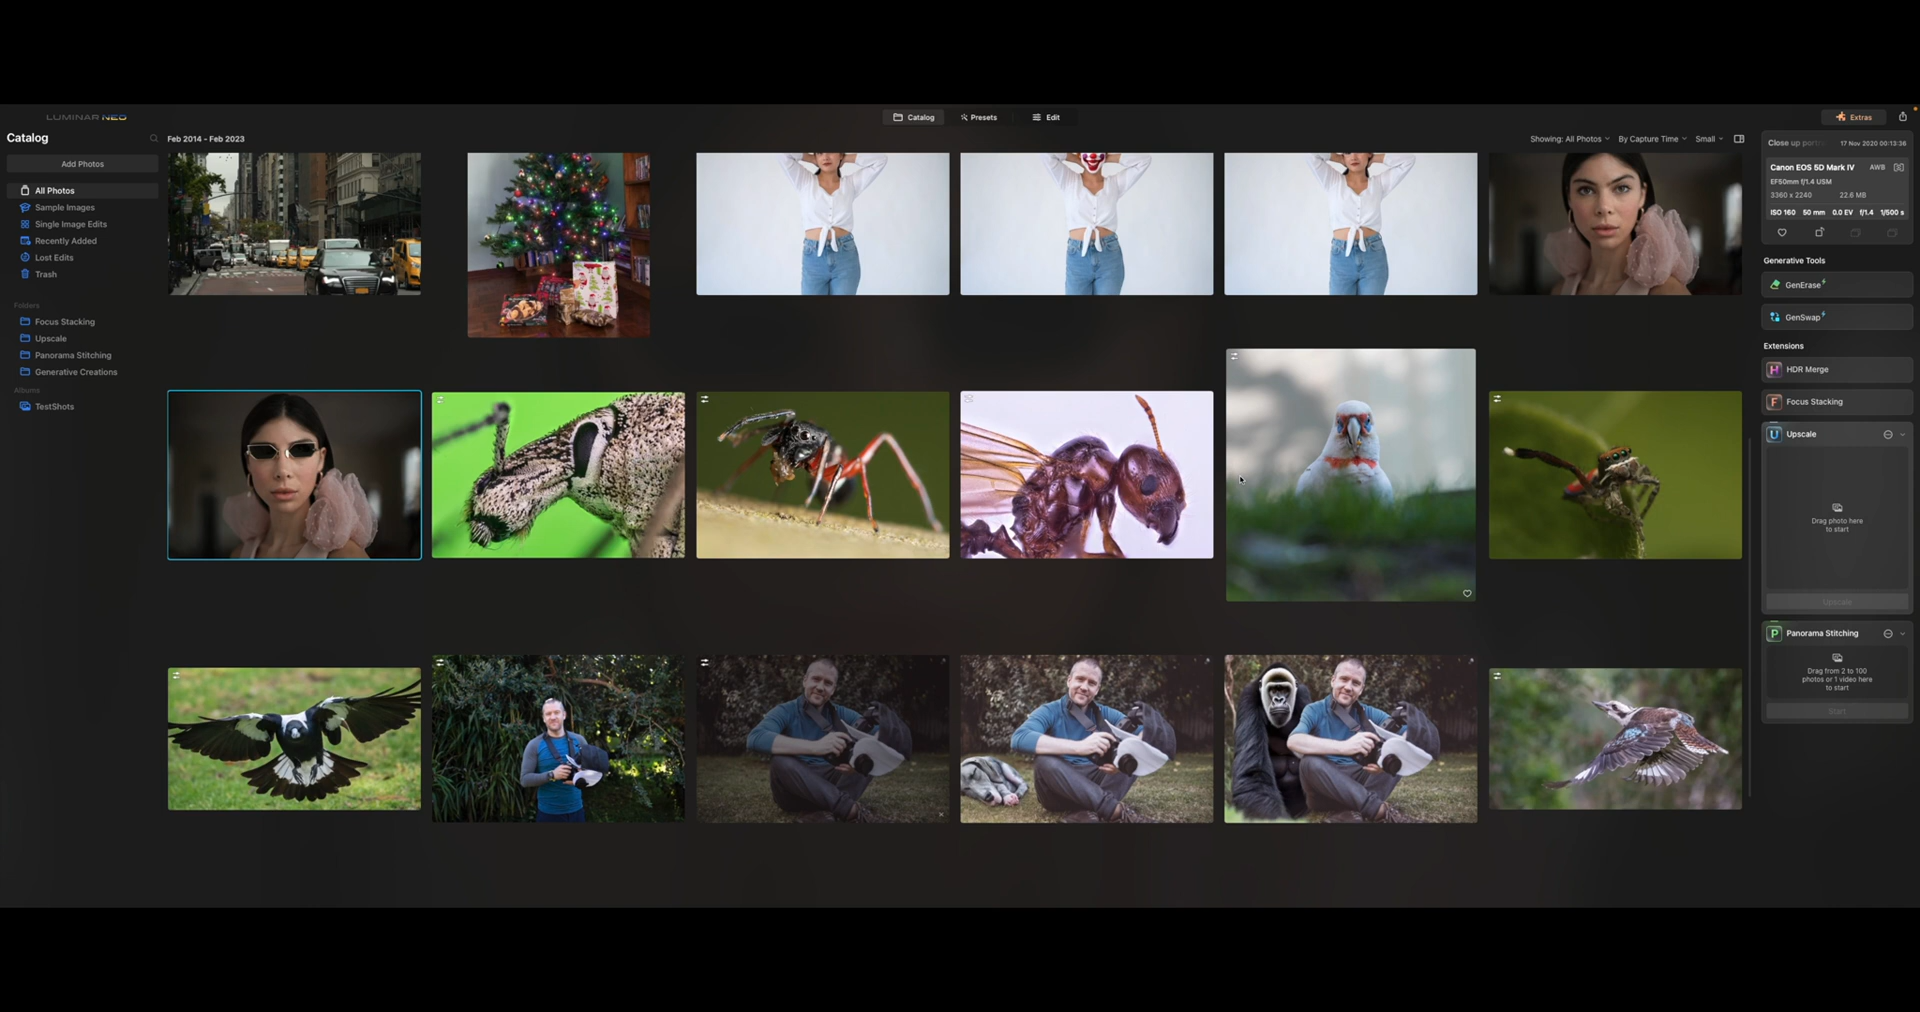 LUMINAR NEO
Catalog
Presets
Edit
Extras
Catalog
Add Photos
All Photos
Sample Images
Single Image Edits
Recently Added
Lost Edits
Trash
Folders
Focus Stacking
Upscale
Panorama Stitching
Generative Creations
Albums
TestShots
Feb 2014 - Feb 2023
Showing: All Photos
By Capture Time
Small
Close up portr
17 Nov 2020 00:13:36
Canon EOS 5D Mark IV
AWB
EF50mm f/1.4 USM
3360 x 2240
22.6 MB
ISO 160 50 mm 0.0 EV f/1.4 1/500 s
Generative Tools
GenErase
GenSwap
Extensions
H HDR Merge
F Focus Stacking
U Upscale
Drag photo here
to start
Upscale
P Panorama Stitching
Drag from 2 to 100
photos or 1 video here
to start
Start